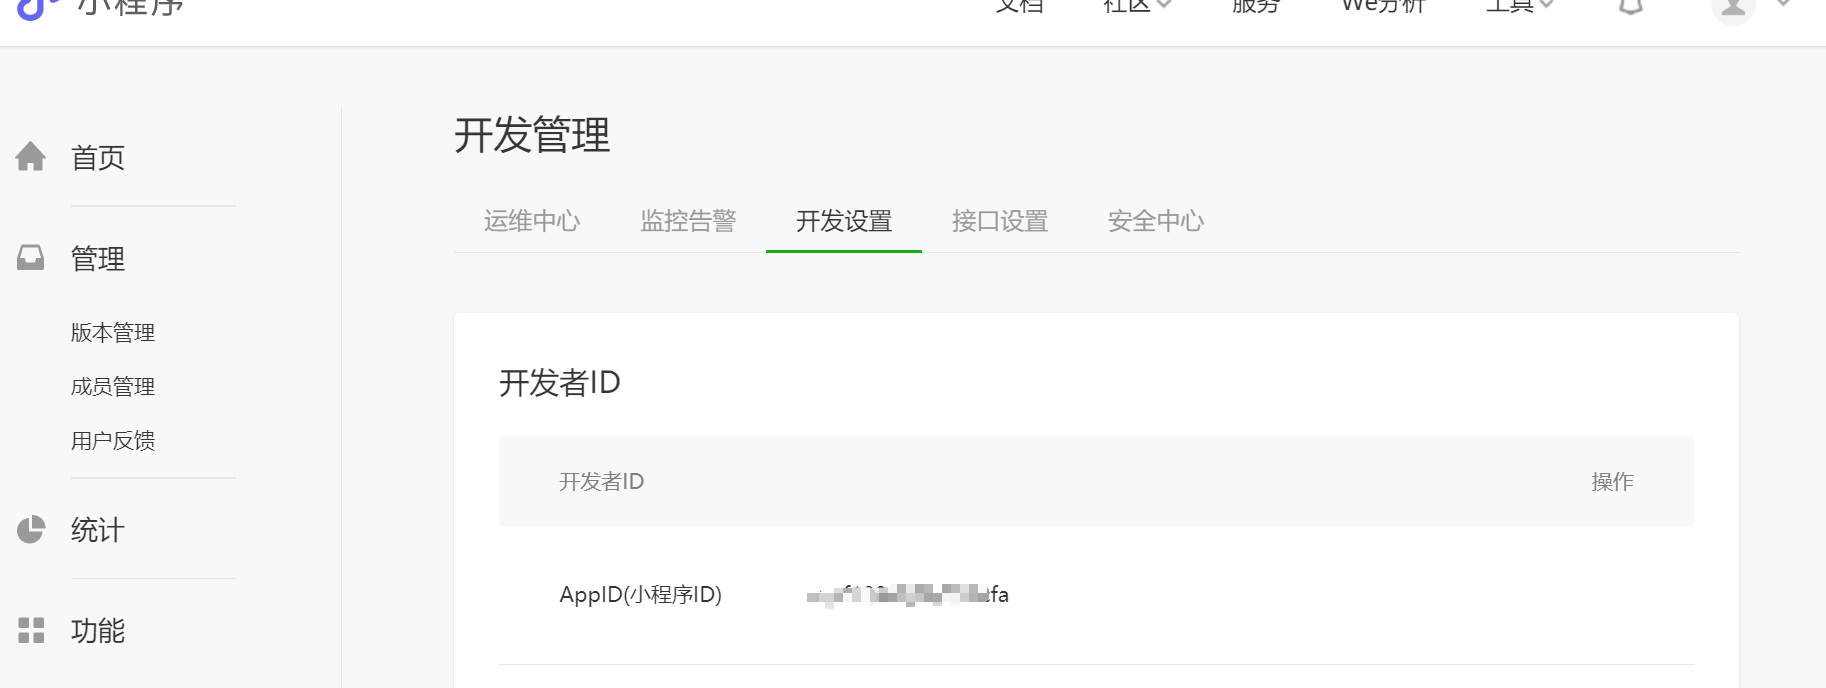 小程序
文档 社区 服务 We分析 工具
首页
管理
版本管理
成员管理
用户反馈
统计
功能
开发管理
运维中心 监控告警 开发设置 接口设置 安全中心
开发者ID
开发者ID 操作
AppID(小程序ID) fa